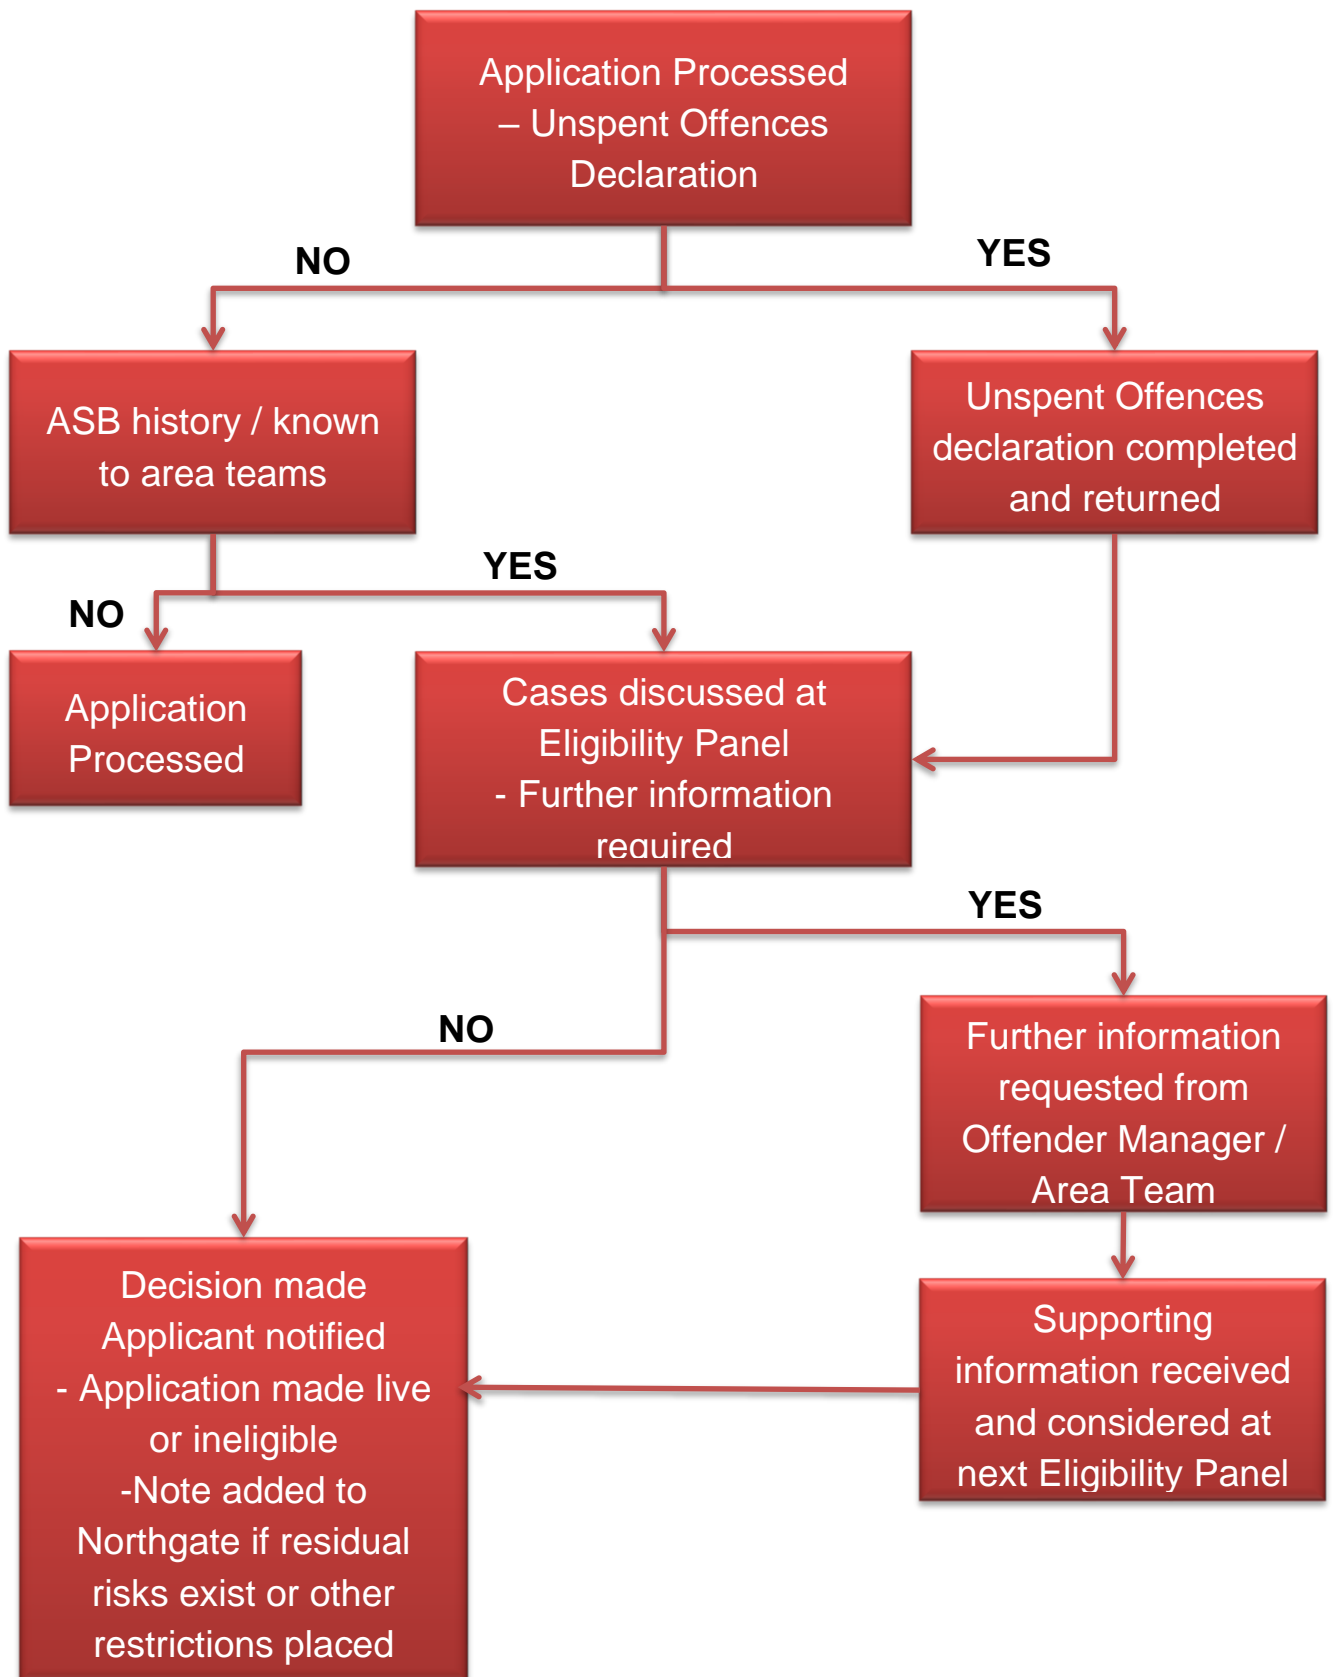 Application Processed
– Unspent Offences
Declaration
NO
YES
ASB history / known
to area teams
Unspent Offences
declaration completed
and returned
YES
NO
Application
Processed
Cases discussed at
Eligibility Panel
- Further information
required
YES
NO
Further information
requested from
Offender Manager /
Area Team
Decision made
Applicant notified
- Application made live
or ineligible
-Note added to
Northgate if residual
risks exist or other
restrictions placed
Supporting
information received
and considered at
next Eligibility Panel